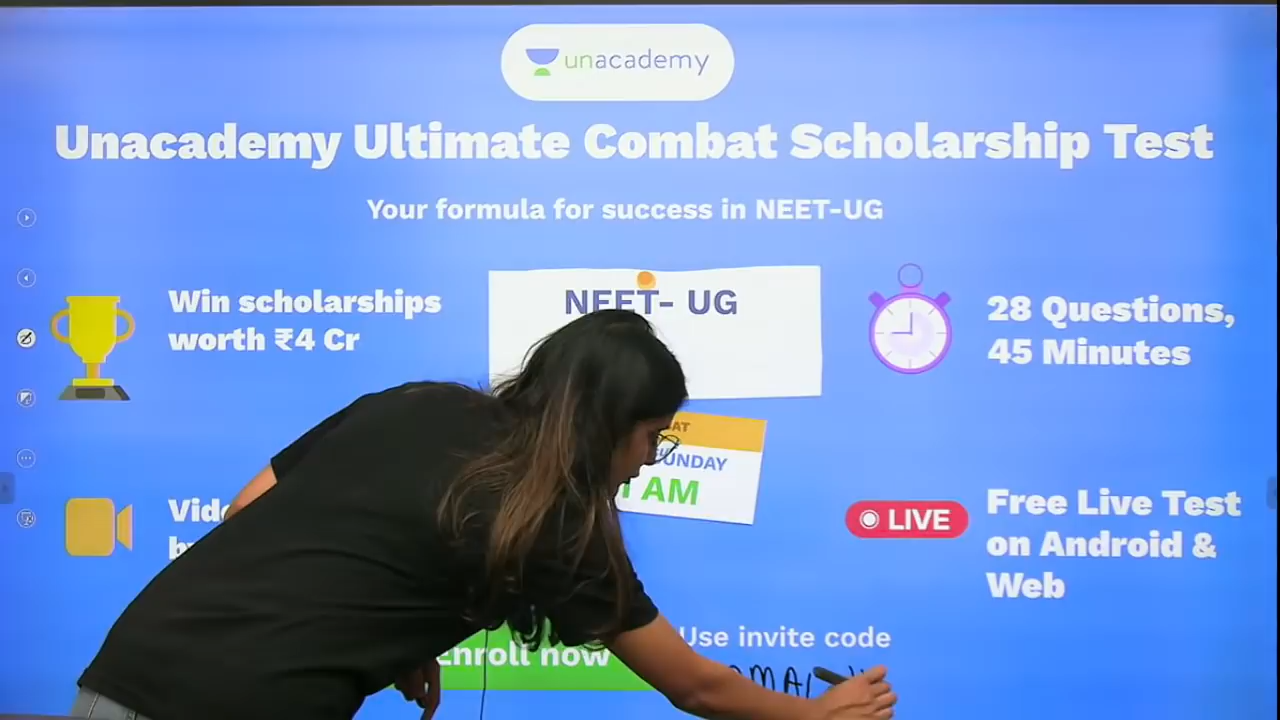 unacademy
Unacademy Ultimate Combat Scholarship Test
Your formula for success in NEET-UG
Win scholarships
worth ₹4 Cr
NEET- UG
28 Questions,
45 Minutes
SUNDAY
AM
LIVE
Free Live Test
on Android &
Web
Enroll now
Use invite code